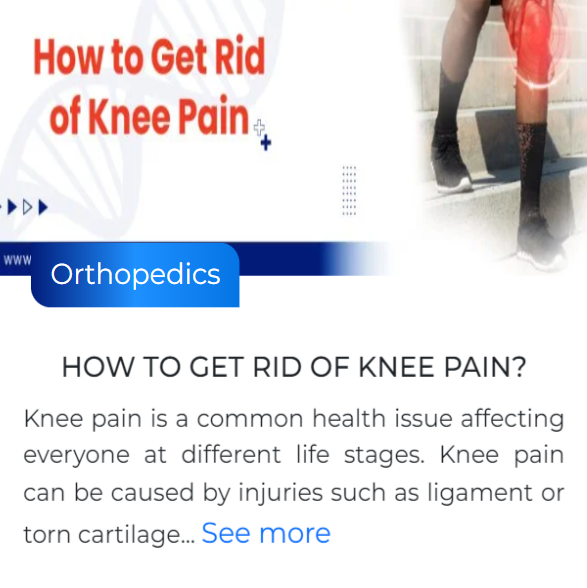 How to Get Rid
of Knee Pain
www
Orthopedics
HOW TO GET RID OF KNEE PAIN?
Knee pain is a common health issue affecting
everyone at different life stages. Knee pain
can be caused by injuries such as ligament or
torn cartilage... See more